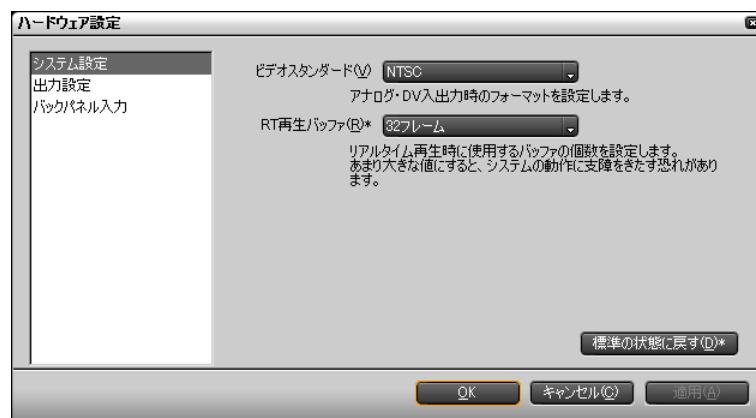 ハードウェア設定
システム設定
出力設定
バックパネル入力
ビデオスタンダード(V) NTSC
アナログ・DV入出力時のフォーマットを設定します。
RT再生バッファ(R)* 32フレーム
リアルタイム再生時に使用するバッファの個数を設定します。
あまり大きな値にすると、システムの動作に支障をきたす恐れがあり
ます。
標準の状態に戻す(D)*
OK キャンセル(C) 適用(A)